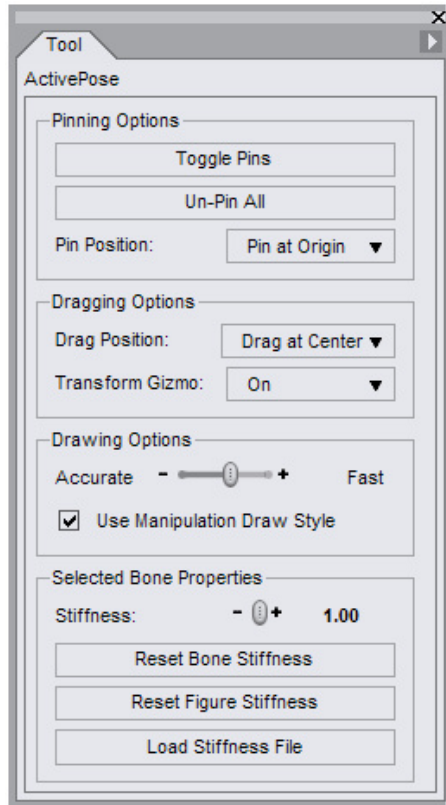 Tool
ActivePose
Pinning Options
Toggle Pins
Un-Pin All
Pin Position: Pin at Origin
Dragging Options
Drag Position: Drag at Center
Transform Gizmo: On
Drawing Options
Accurate - + Fast
Use Manipulation Draw Style
Selected Bone Properties
Stiffness: - + 1.00
Reset Bone Stiffness
Reset Figure Stiffness
Load Stiffness File